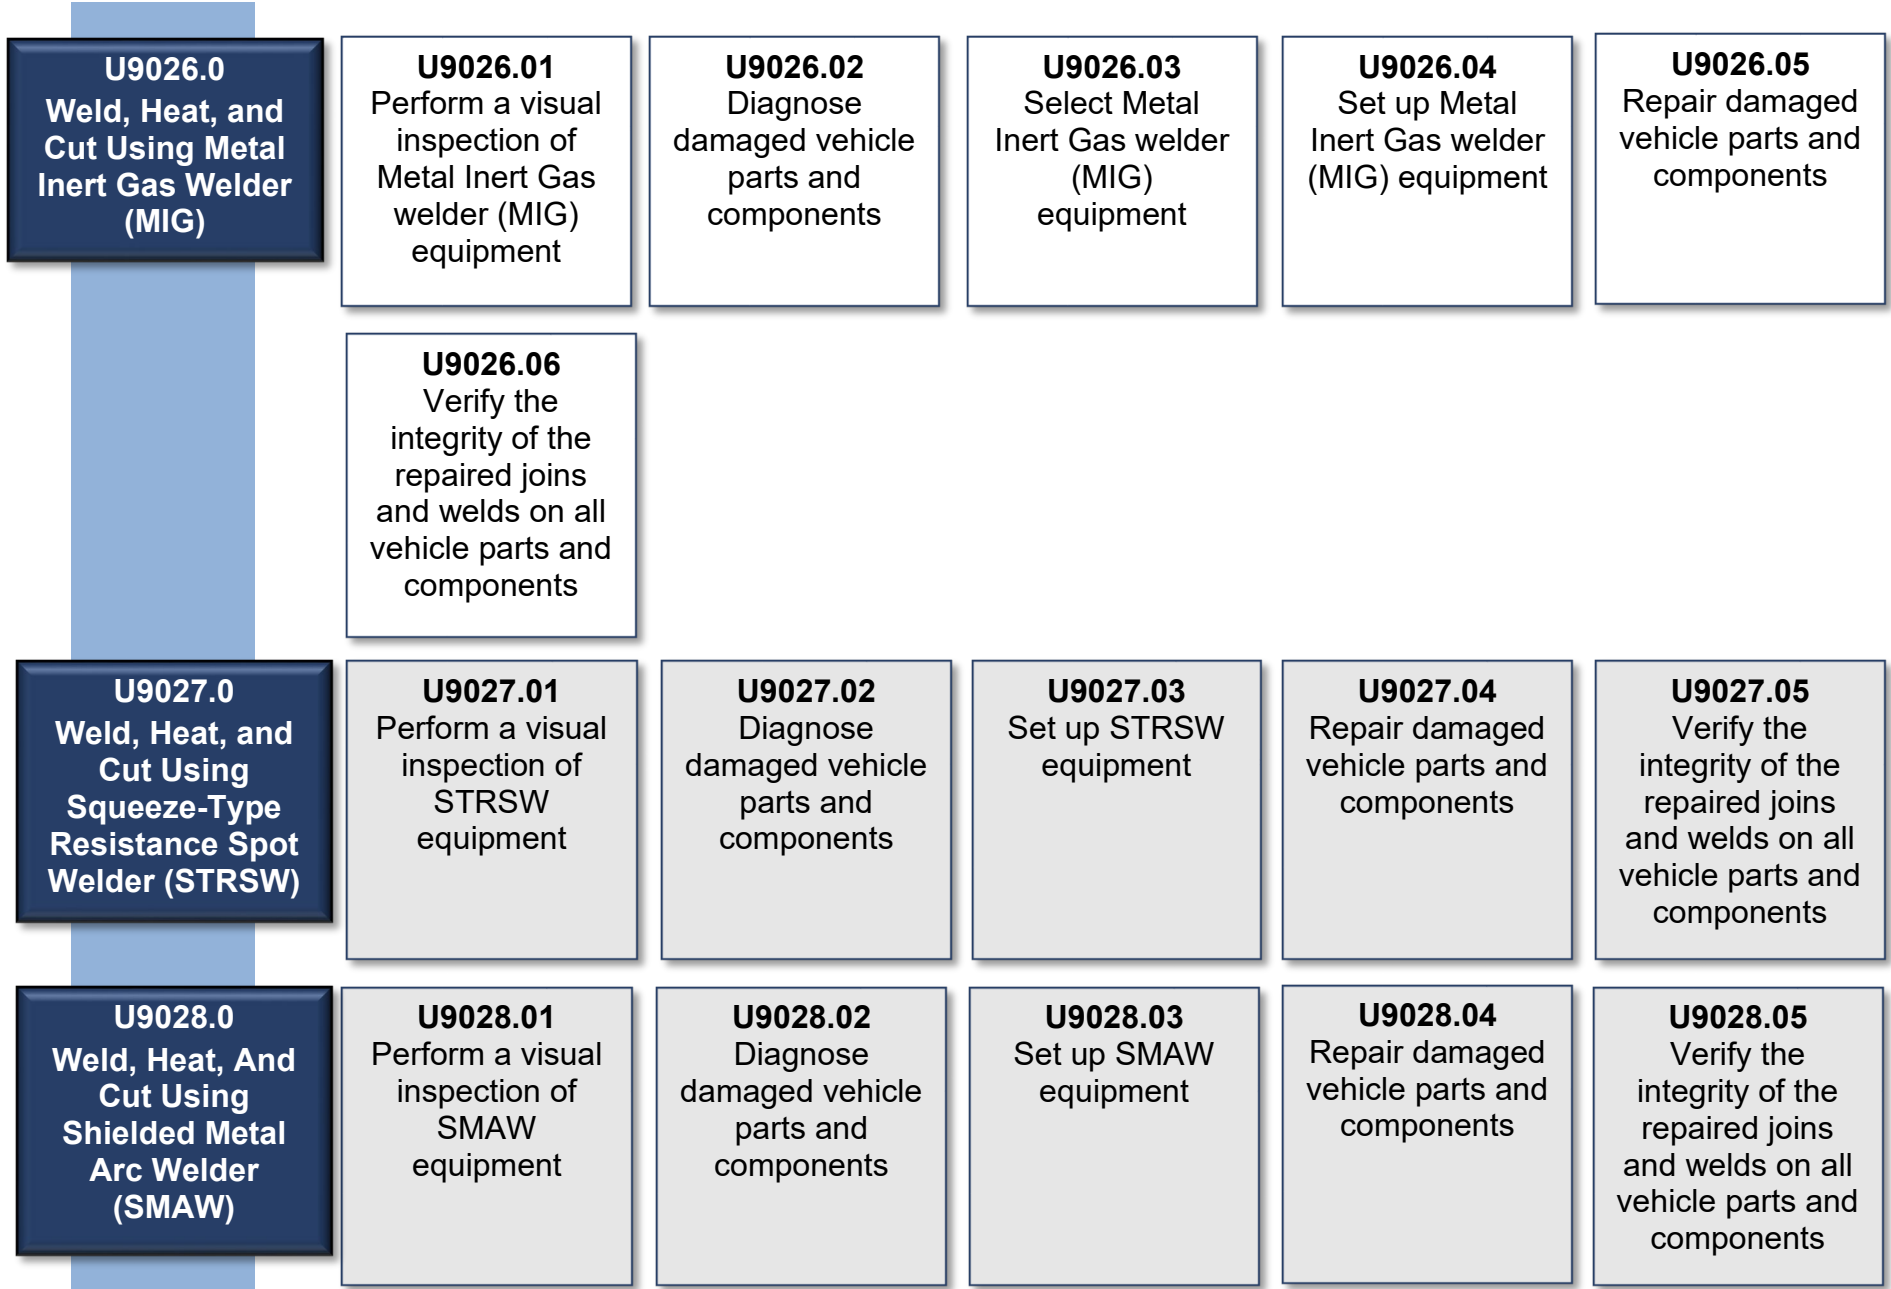 U9026.0
Weld, Heat, and
Cut Using Metal
Inert Gas Welder
(MIG)
U9026.01
Perform a visual
inspection of
Metal Inert Gas
welder (MIG)
equipment
U9026.02
Diagnose
damaged vehicle
parts and
components
U9026.03
Select Metal
Inert Gas welder
(MIG)
equipment
U9026.04
Set up Metal
Inert Gas welder
(MIG) equipment
U9026.05
Repair damaged
vehicle parts and
components
U9026.06
Verify the
integrity of the
repaired joins
and welds on all
vehicle parts and
components
U9027.0
Weld, Heat, and
Cut Using
Squeeze-Type
Resistance Spot
Welder (STRSW)
U9027.01
Perform a visual
inspection of
STRSW
equipment
U9027.02
Diagnose
damaged vehicle
parts and
components
U9027.03
Set up STRSW
equipment
U9027.04
Repair damaged
vehicle parts and
components
U9027.05
Verify the
integrity of the
repaired joins
and welds on all
vehicle parts and
components
U9028.0
Weld, Heat, And
Cut Using
Shielded Metal
Arc Welder
(SMAW)
U9028.01
Perform a visual
inspection of
SMAW
equipment
U9028.02
Diagnose
damaged vehicle
parts and
components
U9028.03
Set up SMAW
equipment
U9028.04
Repair damaged
vehicle parts and
components
U9028.05
Verify the
integrity of the
repaired joins
and welds on all
vehicle parts and
components